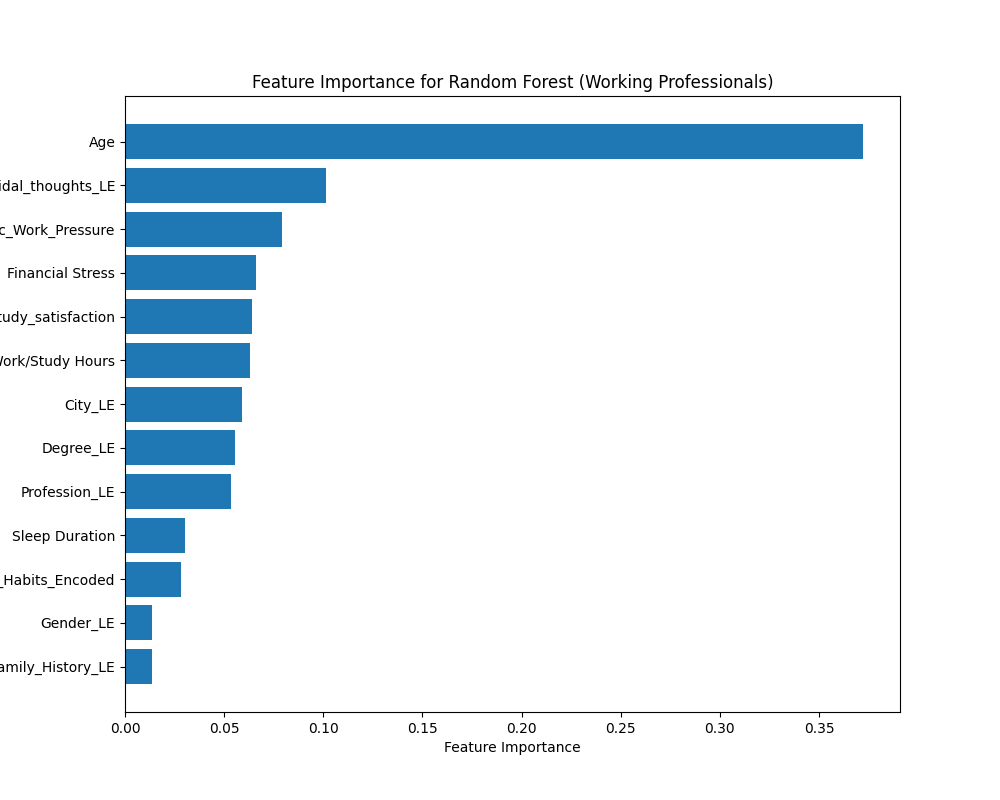 Feature Importance for Random Forest (Working Professionals)
Age
idal_thoughts_LE
c_Work_Pressure
Financial Stress
tudy_satisfaction
Work/Study Hours
City_LE
Degree_LE
Profession_LE
Sleep Duration
_Habits_Encoded
Gender_LE
amily_History_LE
0.00 0.05 0.10 0.15 0.20 0.25 0.30 0.35
Feature Importance